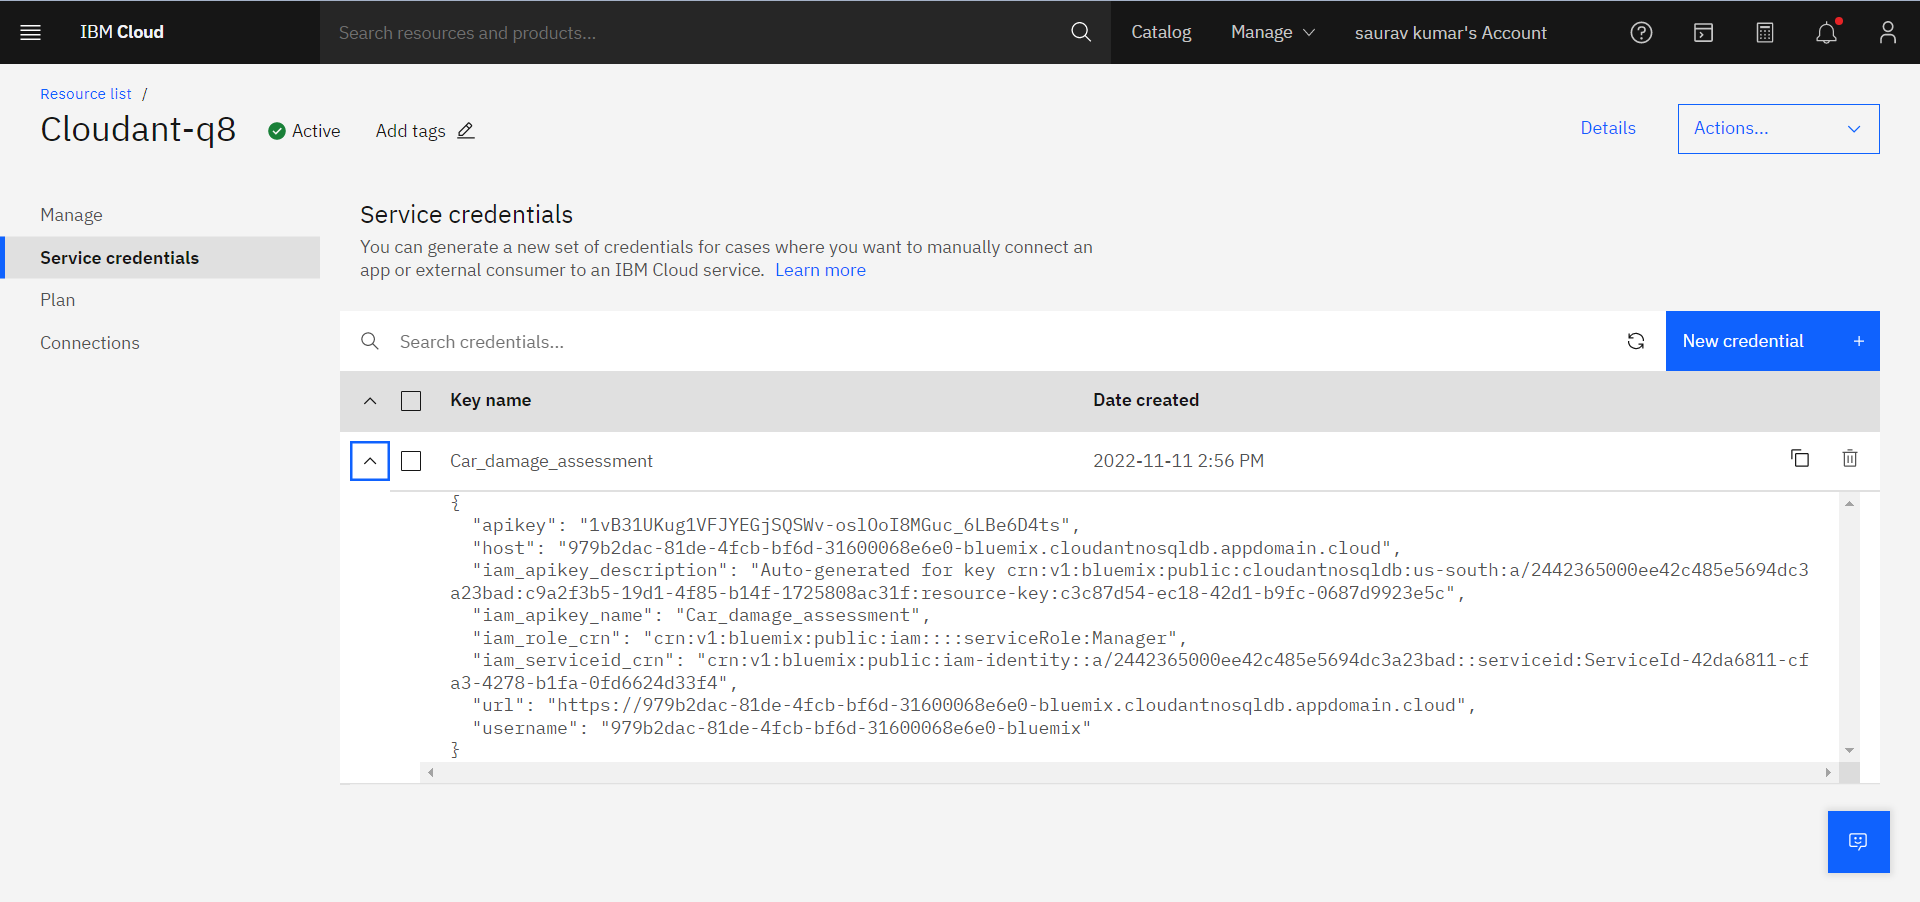 IBM Cloud
Search resources and products...
Catalog
Manage
saurav kumar's Account
Resource list /
Cloudant-q8
Active
Add tags
Details
Actions...
Manage
Service credentials
Plan
Connections
Service credentials
You can generate a new set of credentials for cases where you want to manually connect an
app or external consumer to an IBM Cloud service. Learn more
Search credentials...
New credential +
Key name
Date created
Car_damage_assessment
2022-11-11 2:56 PM
{
"apikey": "1vB31UKug1VFJYEGjSQSWv-oslOoI8MGuc_6LBe6D4ts",
"host": "979b2dac-81de-4fcb-bf6d-31600068e6e0-bluemix.cloudantnosqldb.appdomain.cloud",
"iam_apikey_description": "Auto-generated for key crn:v1:bluemix:public:cloudantnosqldb:us-south:a/2442365000ee42c485e5694dc3
a23bad:c9a2f3b5-19d1-4f85-b14f-1725808ac31f:resource-key:c3c87d54-ec18-42d1-b9fc-0687d9923e5c",
"iam_apikey_name": "Car_damage_assessment",
"iam_role_crn": "crn:v1:bluemix:public:iam::::serviceRole:Manager",
"iam_serviceid_crn": "crn:v1:bluemix:public:iam-identity::a/2442365000ee42c485e5694dc3a23bad::serviceid:ServiceId-42da6811-cf
a3-4278-b1fa-0fd6624d33f4",
"url": "https://979b2dac-81de-4fcb-bf6d-31600068e6e0-bluemix.cloudantnosqldb.appdomain.cloud",
"username": "979b2dac-81de-4fcb-bf6d-31600068e6e0-bluemix"
}